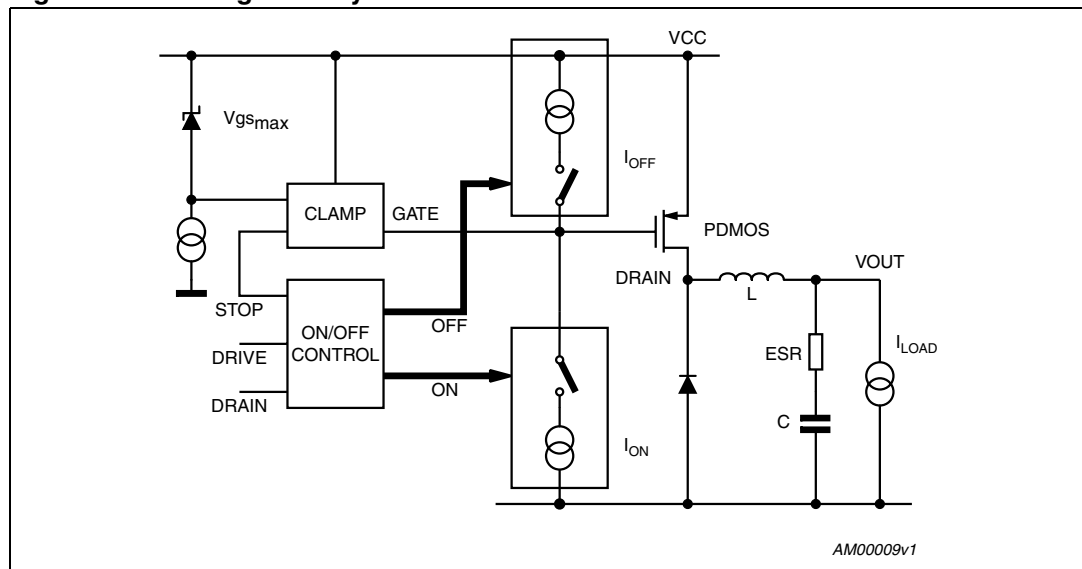 VCC
Vgsmax
IOFF
CLAMP
GATE
PDMOS
DRAIN
VOUT
L
STOP
OFF
ON/OFF
CONTROL
DRIVE
ESR
ILOAD
ON
DRAIN
C
ION
AM00009v1